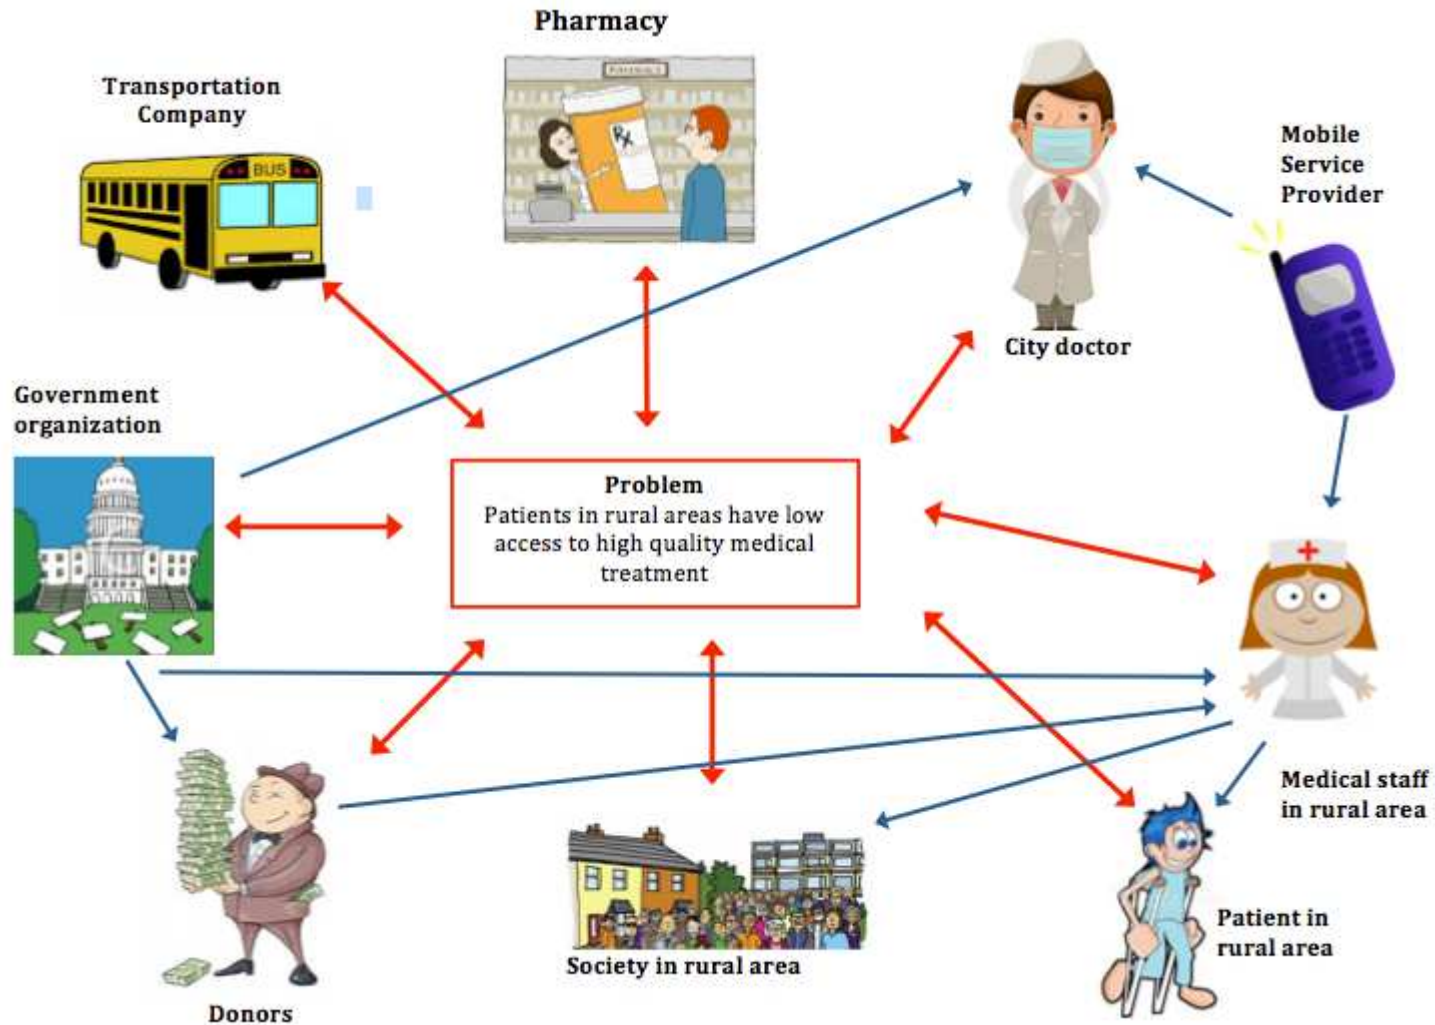 Pharmacy
Transportation
Company
BUS
PHARMACY
Rx
Mobile
Service
Provider
City doctor
Government
organization
Problem
Patients in rural areas have low
access to high quality medical
treatment
Medical staff
in rural area
Patient in
rural area
Society in rural area
Donors